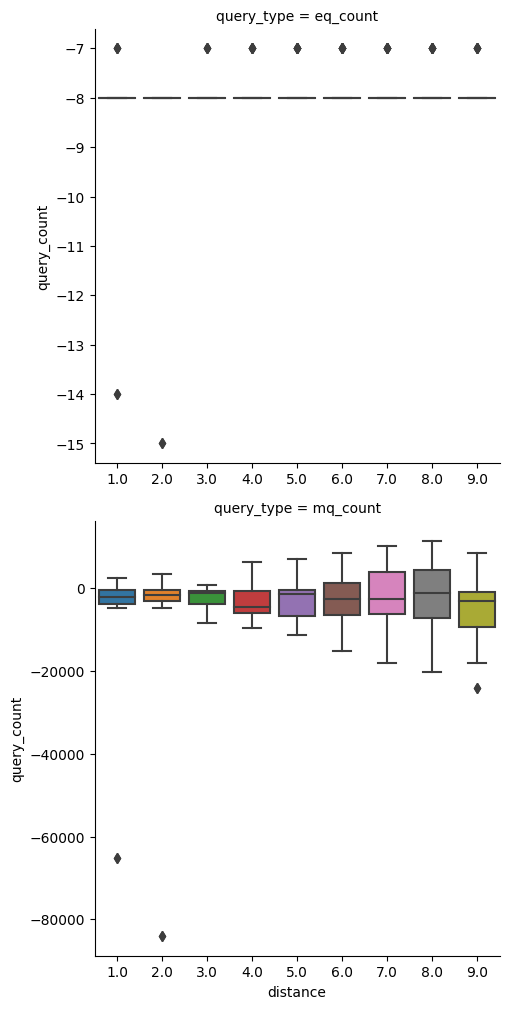 query_type = eq_count
−7
−8
−9
−10
−11
−12
−13
−14
−15
query_count
1.0 2.0 3.0 4.0 5.0 6.0 7.0 8.0 9.0
query_type = mq_count
0
−20000
−40000
−60000
−80000
query_count
1.0 2.0 3.0 4.0 5.0 6.0 7.0 8.0 9.0
distance